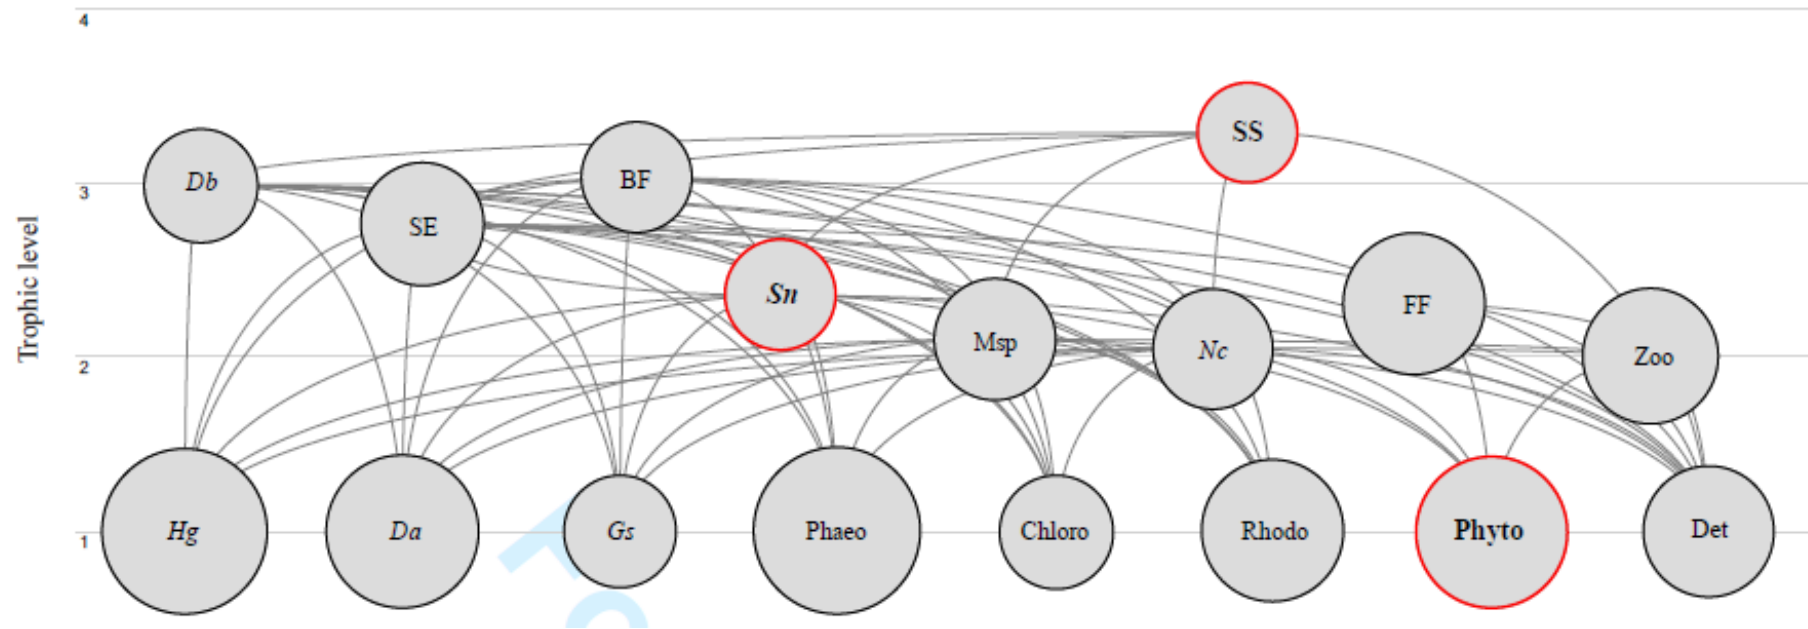 4
SS
Db
BF
3
SE
Trophic level
Sn
FF
Msp
Nc
Zoo
2
Hg
Da
Gs
Phaeo
Chloro
Rhodo
Phyto
Det
1